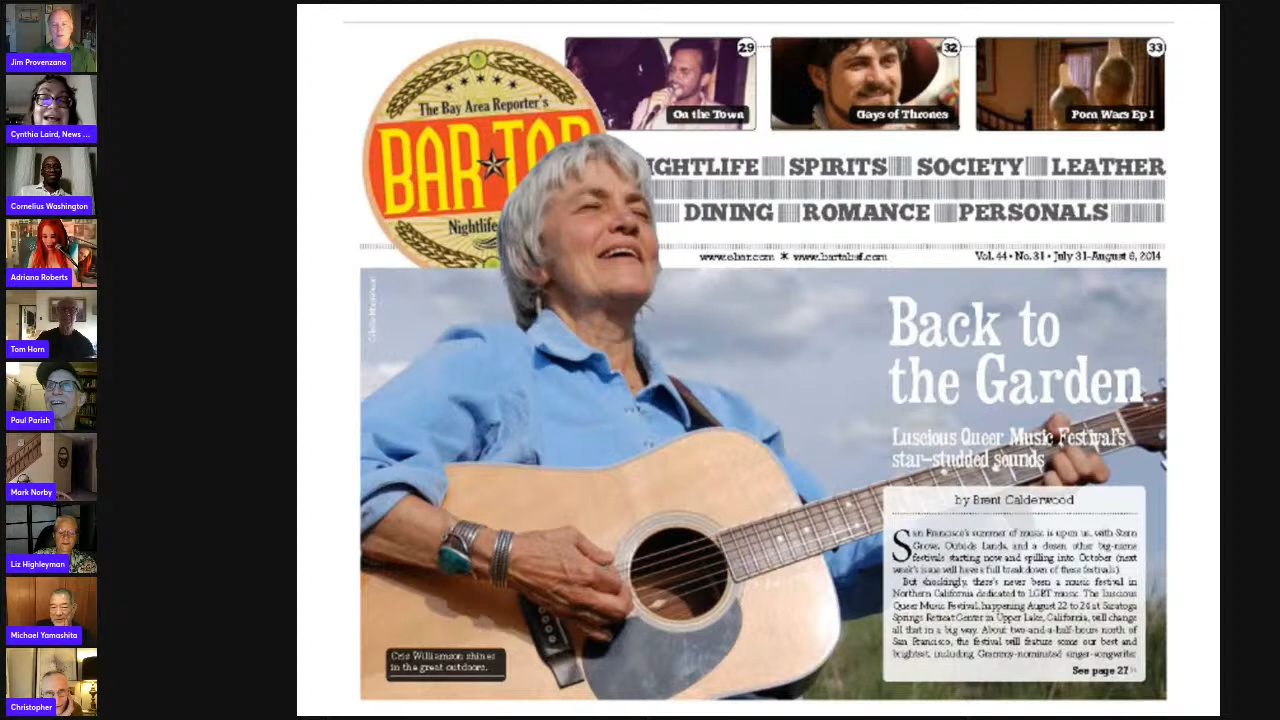 Jim Provenzano
Cynthia Laird, News ...
Cornelius Washington
Adriana Roberts
Tom Horn
Paul Parish
Mark Norby
Liz Highleyman
Michael Yamashita
Christopher
29
32
33
On the Town
Gays of Thrones
Porn Wars Ep I
The Bay Area Reporter's
BARTAB
Nightlife
NIGHTLIFE SPIRITS SOCIETY LEATHER
DINING ROMANCE PERSONALS
www.ebar.com * www.bartabsf.com
Vol. 44 • No. 31 • July 31-August 6, 2014
Back to
the Garden
Luscious Queer Music Festival's
star-studded sounds
by Brent Calderwood
San Francisco's summer of music is upon us, with Stern
Grove, Outside Lands, and a dozen other big-name
festivals starting now and spilling into October (next
week's issue will have a full breakdown of these festivals).
But shockingly, there's never been a music festival in
Northern California dedicated to LGBT music. The Luscious
Queer Music Festival, happening August 22 to 24 at Saratoga
Springs Retreat Center in Upper Lake, California, will change
all that in a big way. About two-and-a-half-hours north of
San Francisco, the festival will feature some our best and
brightest, including Grammy-nominated singer-songwriter
See page 27
Cris Williamson shines
in the great outdoors.